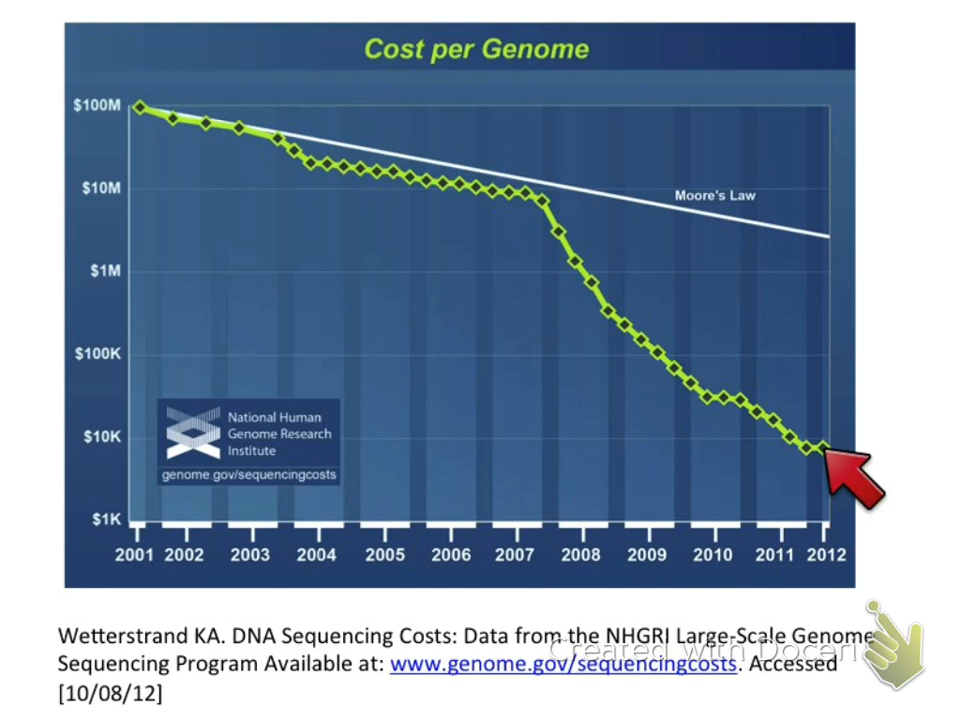 Cost per Genome
$100M
$10M
$1M
$100K
$10K
$1K
Moore's Law
National Human
Genome Research
Institute
genome.gov/sequencingcosts
2001 2002 2003 2004 2005 2006 2007 2008 2009 2010 2011 2012
Wetterstrand KA. DNA Sequencing Costs: Data from the NHGRI Large-Scale Genome
Sequencing Program Available at: www.genome.gov/sequencingcosts. Accessed
[10/08/12]
Created with